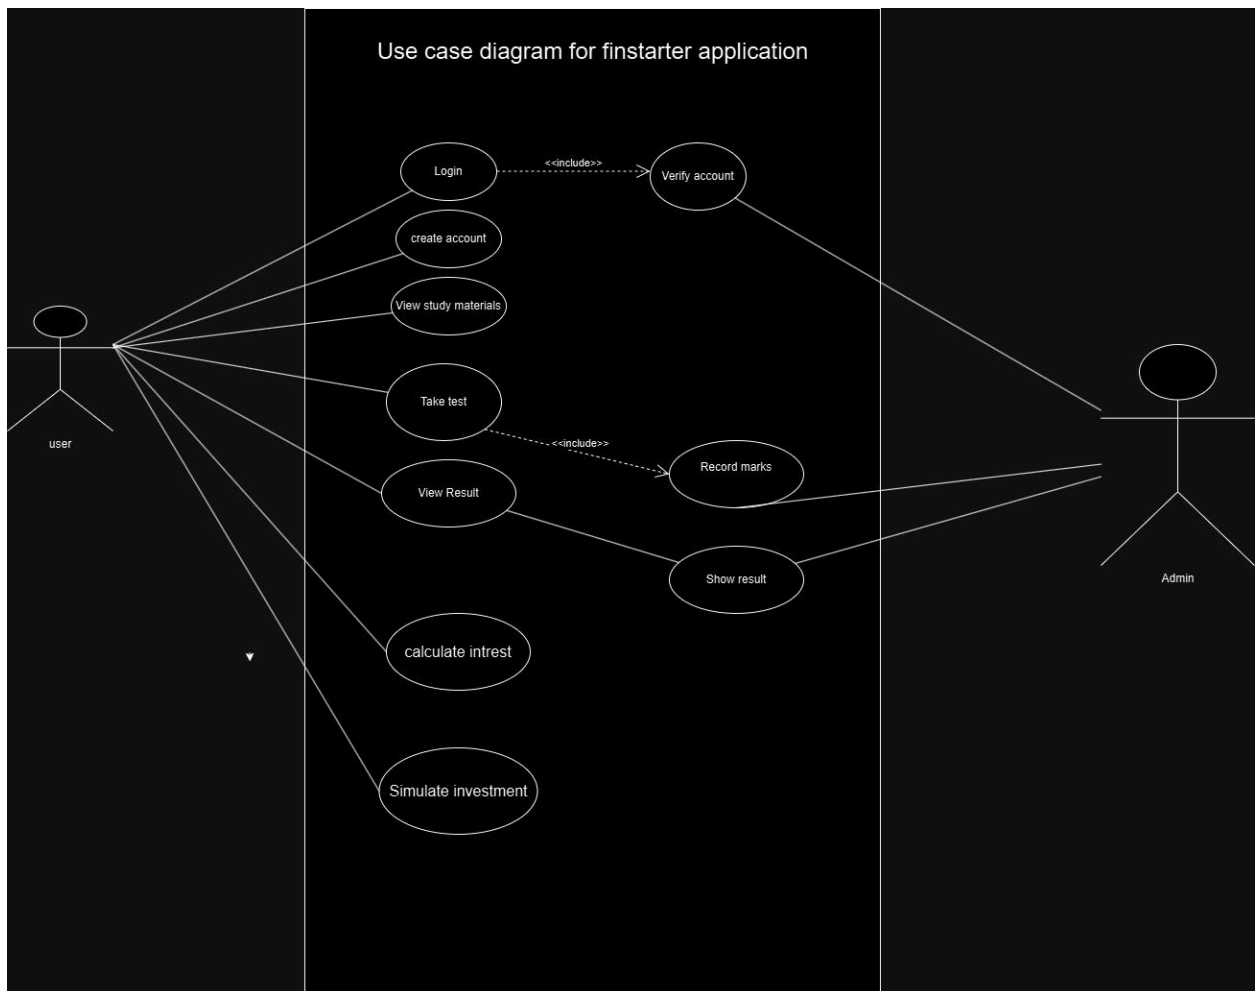 Use case diagram for finstarter application
Login
<<include>>
Verify account
create account
View study materials
user
Take test
<<include>>
Record marks
View Result
Show result
Admin
calculate intrest
Simulate investment